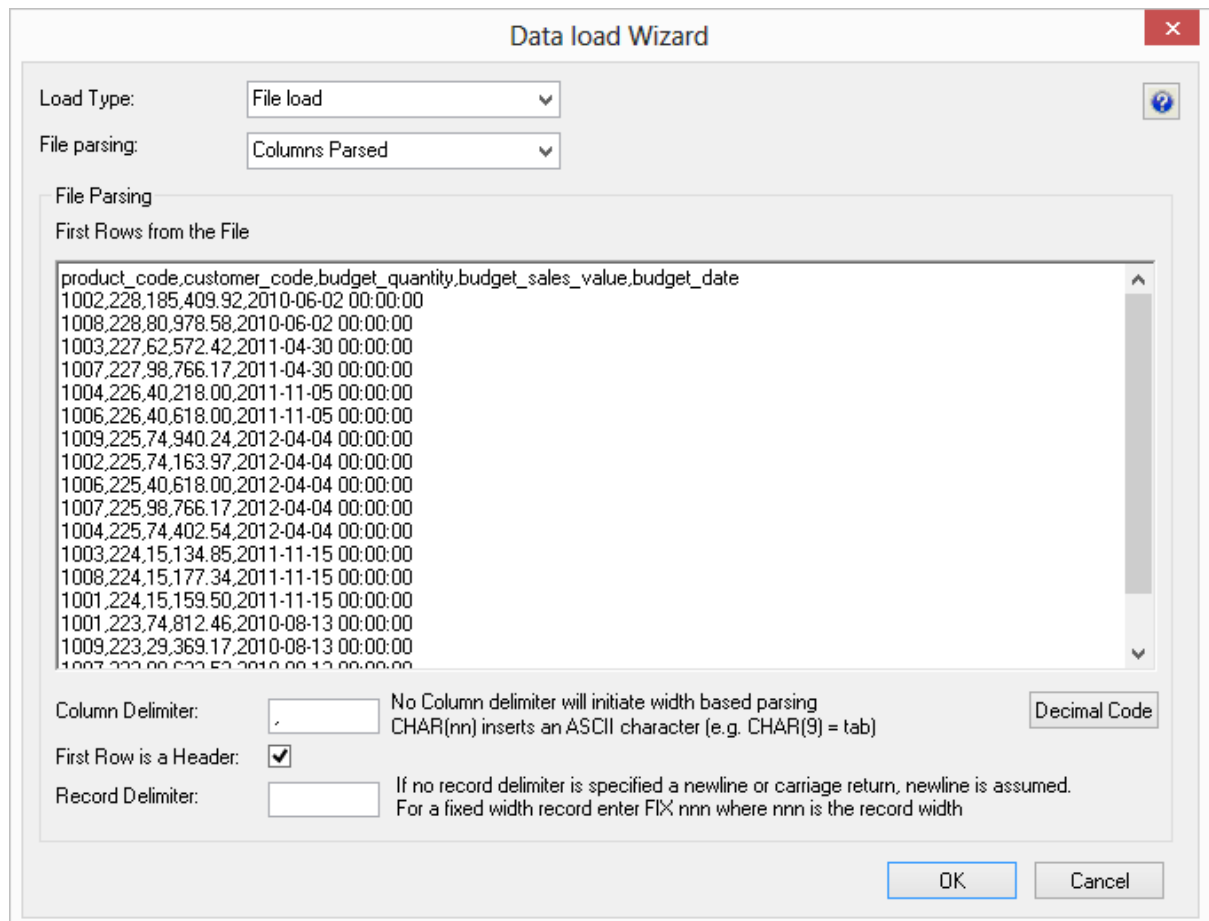 Data load Wizard
Load Type: File load
File parsing: Columns Parsed
File Parsing
First Rows from the File
product_code,customer_code,budget_quantity,budget_sales_value,budget_date
1002,228,185,409.92,2010-06-02 00:00:00
1008,228,80,978.58,2010-06-02 00:00:00
1003,227,62,572.42,2011-04-30 00:00:00
1007,227,98,766.17,2011-04-30 00:00:00
1004,226,40,218.00,2011-11-05 00:00:00
1006,226,40,618.00,2011-11-05 00:00:00
1009,225,74,940.24,2012-04-04 00:00:00
1002,225,74,163.97,2012-04-04 00:00:00
1006,225,40,618.00,2012-04-04 00:00:00
1007,225,98,766.17,2012-04-04 00:00:00
1004,225,74,402.54,2012-04-04 00:00:00
1003,224,15,134.85,2011-11-15 00:00:00
1008,224,15,177.34,2011-11-15 00:00:00
1001,224,15,159.50,2011-11-15 00:00:00
1001,223,74,812.46,2010-08-13 00:00:00
1009,223,29,369.17,2010-08-13 00:00:00
Column Delimiter: , No Column delimiter will initiate width based parsing
CHAR(nn) inserts an ASCII character (e.g. CHAR(9) = tab)
Decimal Code
First Row is a Header:
Record Delimiter: If no record delimiter is specified a newline or carriage return, newline is assumed.
For a fixed width record enter FIX nnn where nnn is the record width
OK Cancel